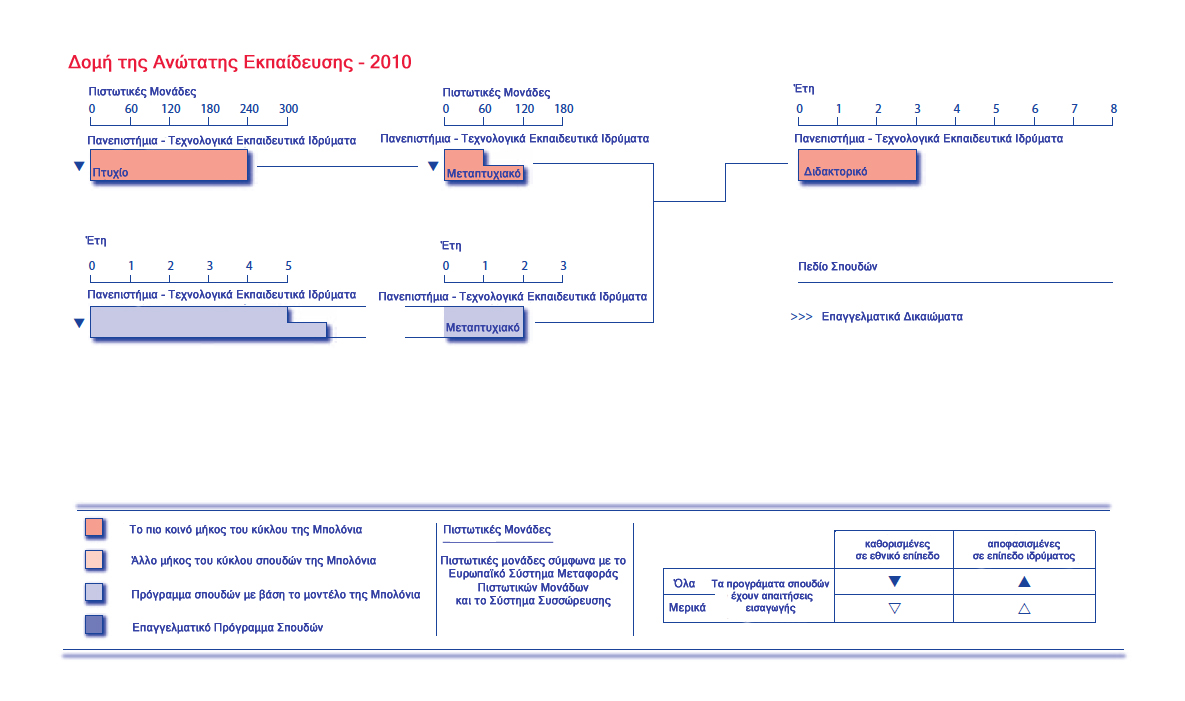 Δομή της Ανώτατης Εκπαίδευσης - 2010
Πιστωτικές Μονάδες
0 60 120 180 240 300
Πανεπιστήμια - Τεχνολογικά Εκπαιδευτικά Ιδρύματα
Πτυχίο
Πιστωτικές Μονάδες
0 60 120 180
Πανεπιστήμια - Τεχνολογικά Εκπαιδευτικά Ιδρύματα
Μεταπτυχιακό
Έτη
0 1 2 3 4 5 6 7 8
Πανεπιστήμια - Τεχνολογικά Εκπαιδευτικά Ιδρύματα
Διδακτορικό
Έτη
0 1 2 3 4 5
Πανεπιστήμια - Τεχνολογικά Εκπαιδευτικά Ιδρύματα
Έτη
0 1 2 3
Πανεπιστήμια - Τεχνολογικά Εκπαιδευτικά Ιδρύματα
Μεταπτυχιακό
Πεδίο Σπουδών
>>> Επαγγελματικά Δικαιώματα
Το πιο κοινό μήκος του κύκλου της Μπολόνια
Άλλο μήκος του κύκλου σπουδών της Μπολόνια
Πρόγραμμα σπουδών με βάση το μοντέλο της Μπολόνια
Επαγγελματικό Πρόγραμμα Σπουδών
Πιστωτικές Μονάδες
Πιστωτικές μονάδες σύμφωνα με το
Ευρωπαϊκό Σύστημα Μεταφοράς
Πιστωτικών Μονάδων
και το Σύστημα Συσσώρευσης
καθορισμένες
σε εθνικό επίπεδο
αποφασισμένες
σε επίπεδο ιδρύματος
Όλα
Μερικά
Τα προγράματα σπουδών
έχουν απαιτήσεις
εισαγωγής